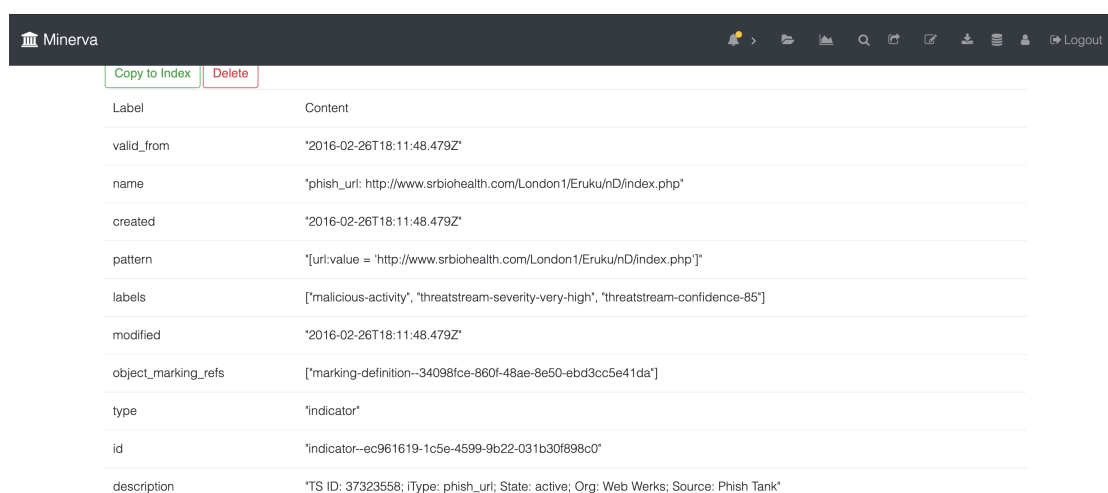 Minerva
Logout
Copy to Index Delete
Label Content
valid_from "2016-02-26T18:11:48.479Z"
name "phish_url: http://www.srbiohealth.com/London1/Eruku/nD/index.php"
created "2016-02-26T18:11:48.479Z"
pattern "[url:value = 'http://www.srbiohealth.com/London1/Eruku/nD/index.php']"
labels ["malicious-activity", "threatstream-severity-very-high", "threatstream-confidence-85"]
modified "2016-02-26T18:11:48.479Z"
object_marking_refs ["marking-definition--34098fce-860f-48ae-8e50-ebd3cc5e41da"]
type "indicator"
id "indicator--ec961619-1c5e-4599-9b22-031b30f898c0"
description "TS ID: 37323558; iType: phish_url; State: active; Org: Web Werks; Source: Phish Tank"